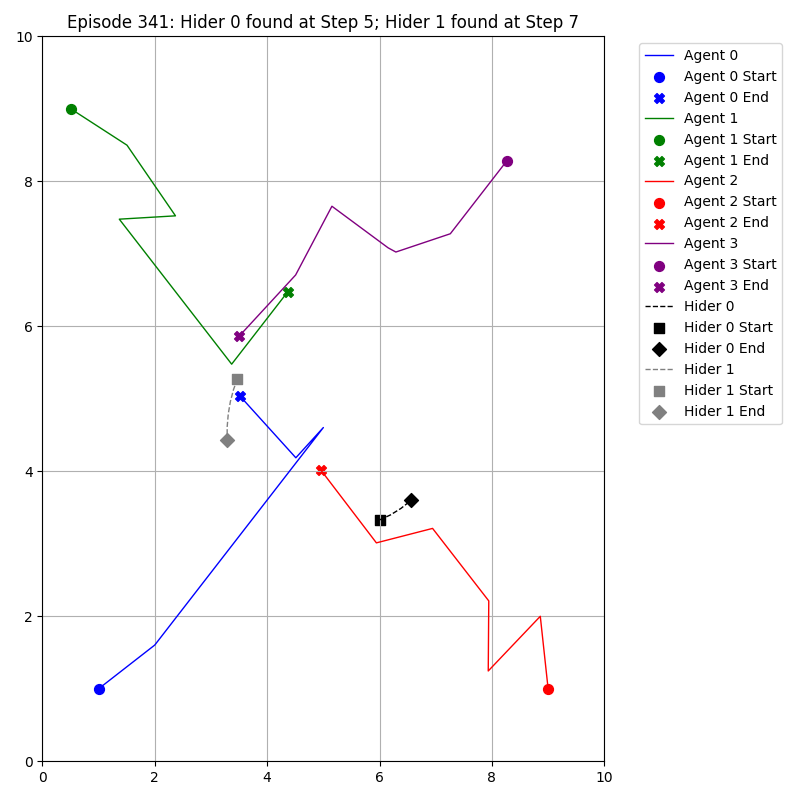 Episode 341: Hider 0 found at Step 5; Hider 1 found at Step 7
10
8
6
4
2
0
0 2 4 6 8 10
Agent 0
Agent 0 Start
Agent 0 End
Agent 1
Agent 1 Start
Agent 1 End
Agent 2
Agent 2 Start
Agent 2 End
Agent 3
Agent 3 Start
Agent 3 End
Hider 0
Hider 0 Start
Hider 0 End
Hider 1
Hider 1 Start
Hider 1 End